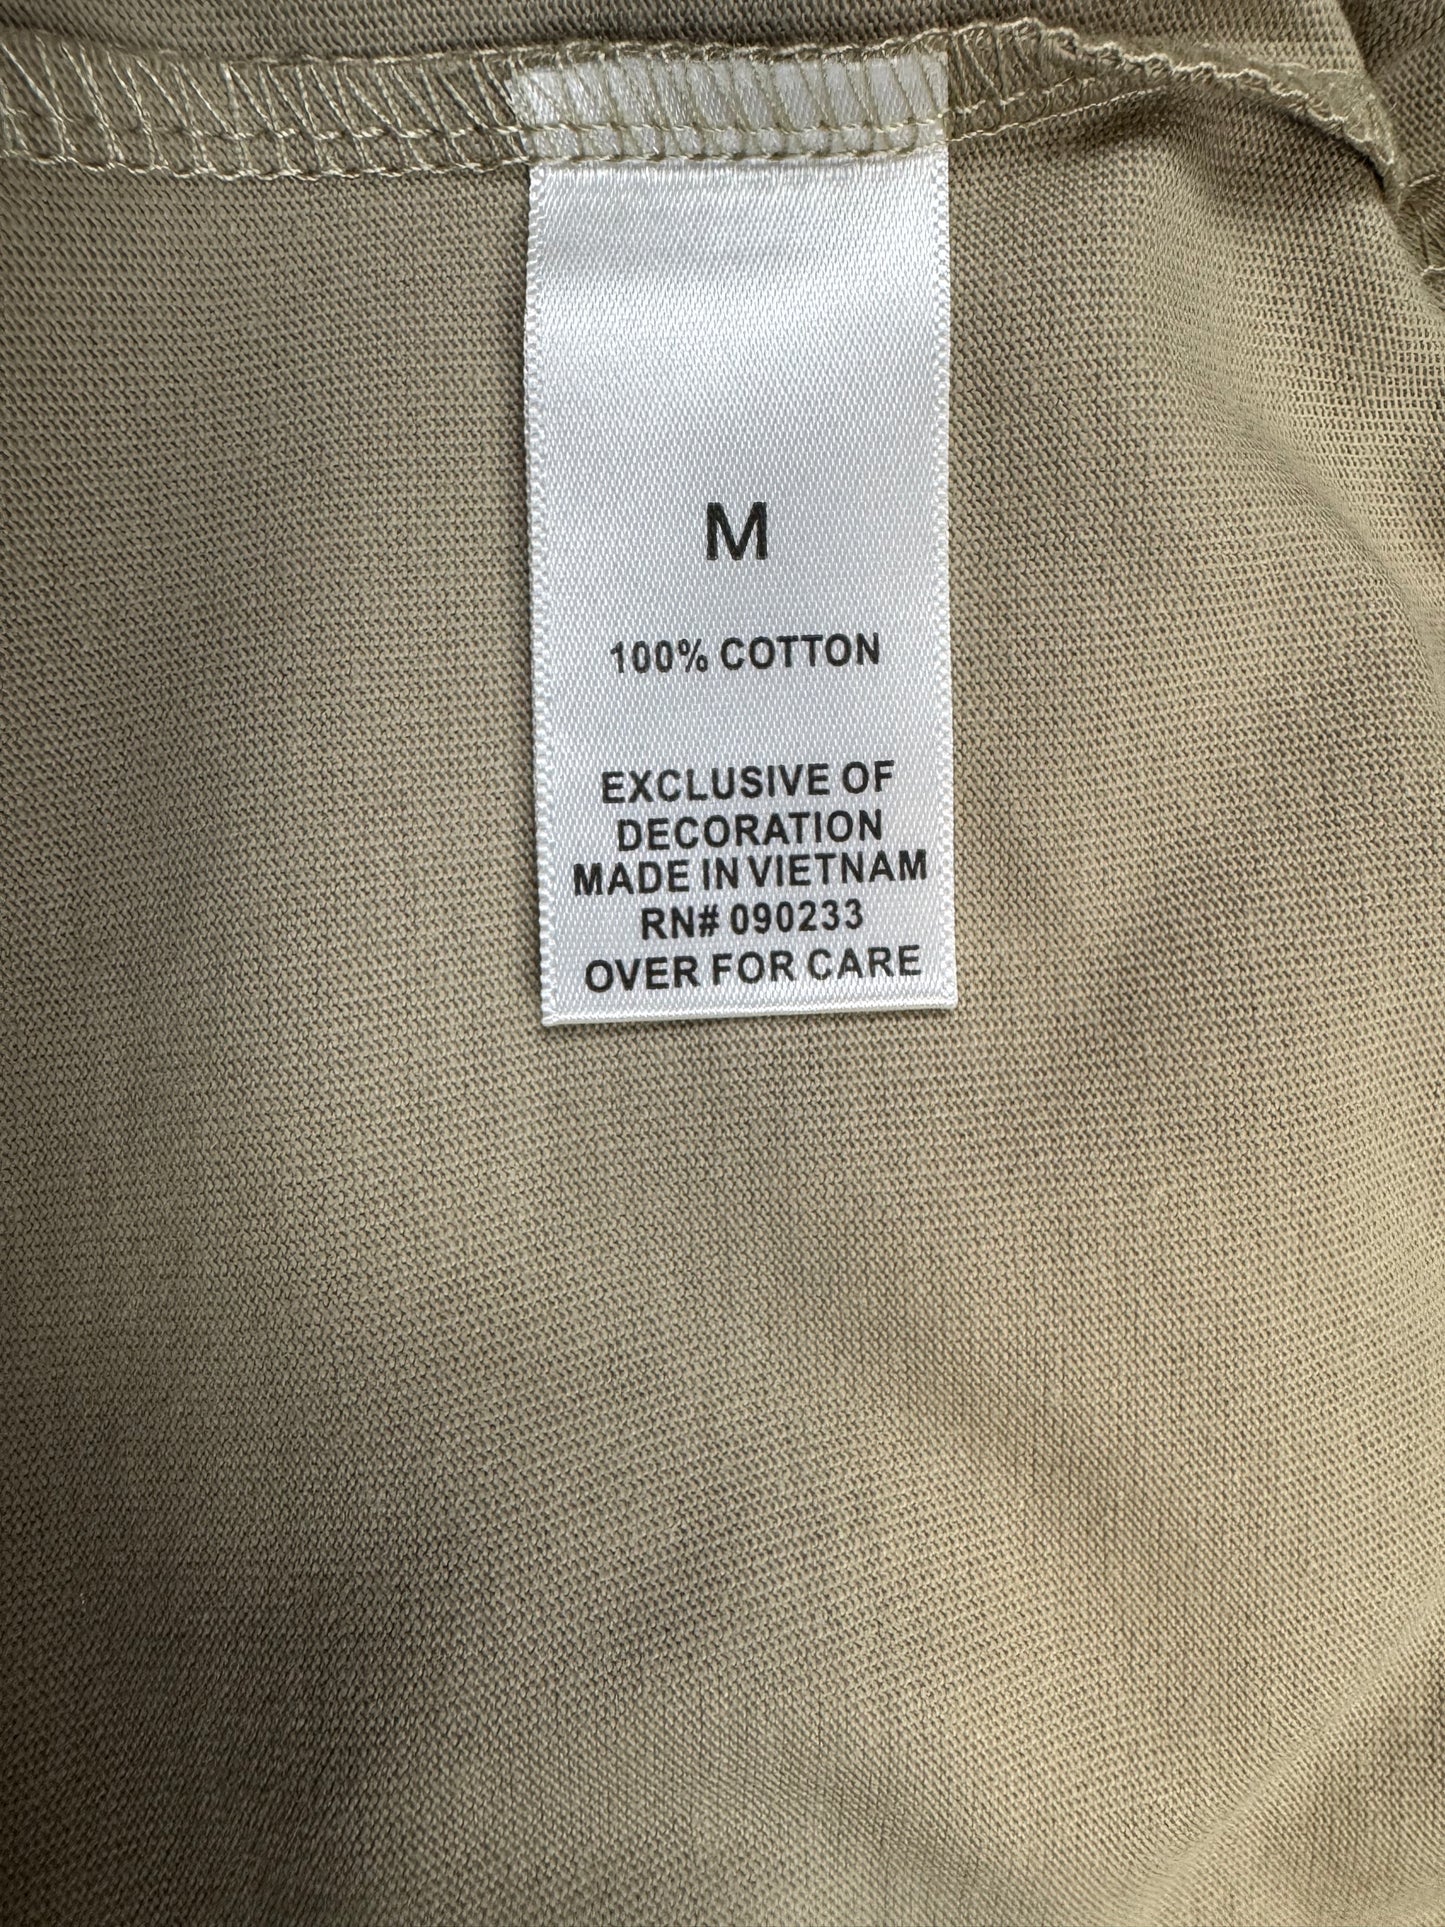 M
100% COTTON
EXCLUSIVE OF
DECORATION
MADE IN VIETNAM
RN# 090233
OVER FOR CARE